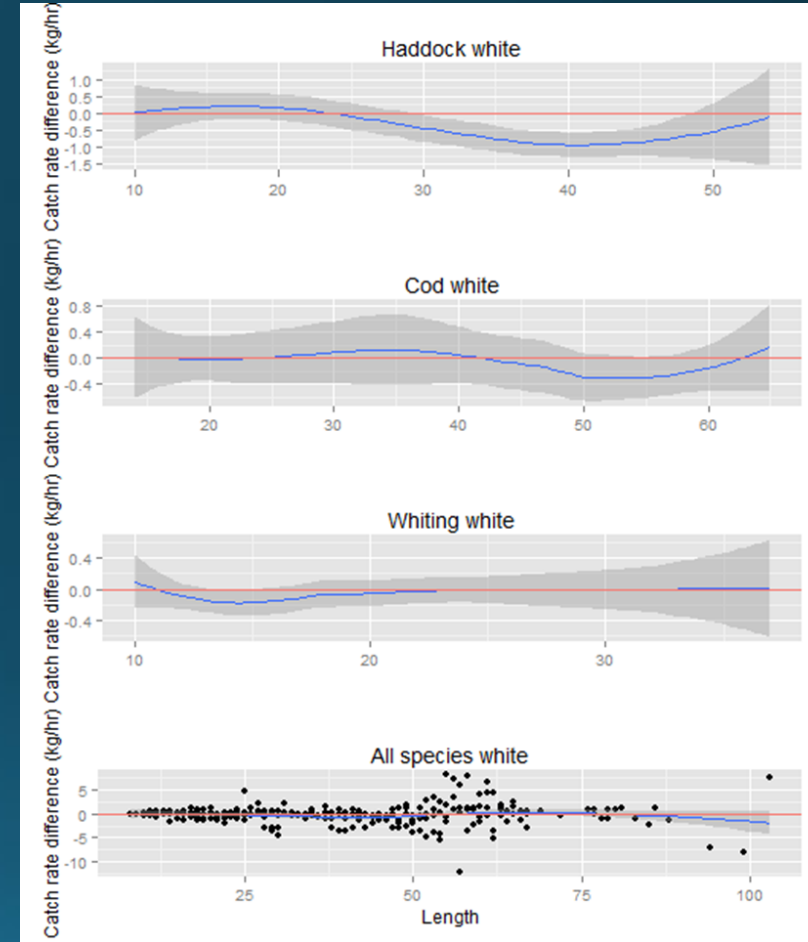 Haddock white
Catch rate difference (kg/hr)
1.0
0.5
0.0
-0.5
-1.0
-1.5
10 20 30 40 50
Cod white
Catch rate difference (kg/hr)
0.8
0.4
0.0
-0.4
20 30 40 50 60
Whiting white
Catch rate difference (kg/hr)
0.4
0.0
-0.4
10 20 30
All species white
Catch rate difference (kg/hr)
5
0
-5
-10
25 50 75 100
Length